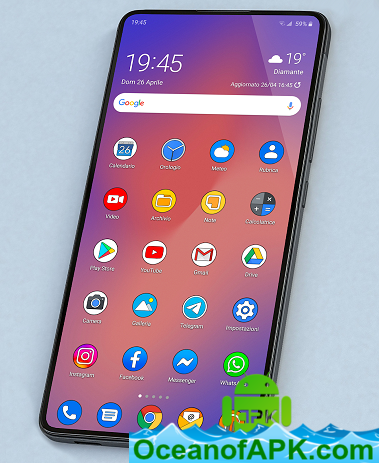 19:45
59%
19:45
Dom 26 Aprile
19°
Diamante
Aggiornato 26/04 16:45
Google
26
Calendario
Orologio
Meteo
Rubrica
Video
Archivio
Note
Calcolatrice
Play Store
YouTube
Gmail
Drive
Camera
Galleria
Telegram
Impostazioni
Instagram
Facebook
Messenger
WhatsA
APK
OceanofAPK.com